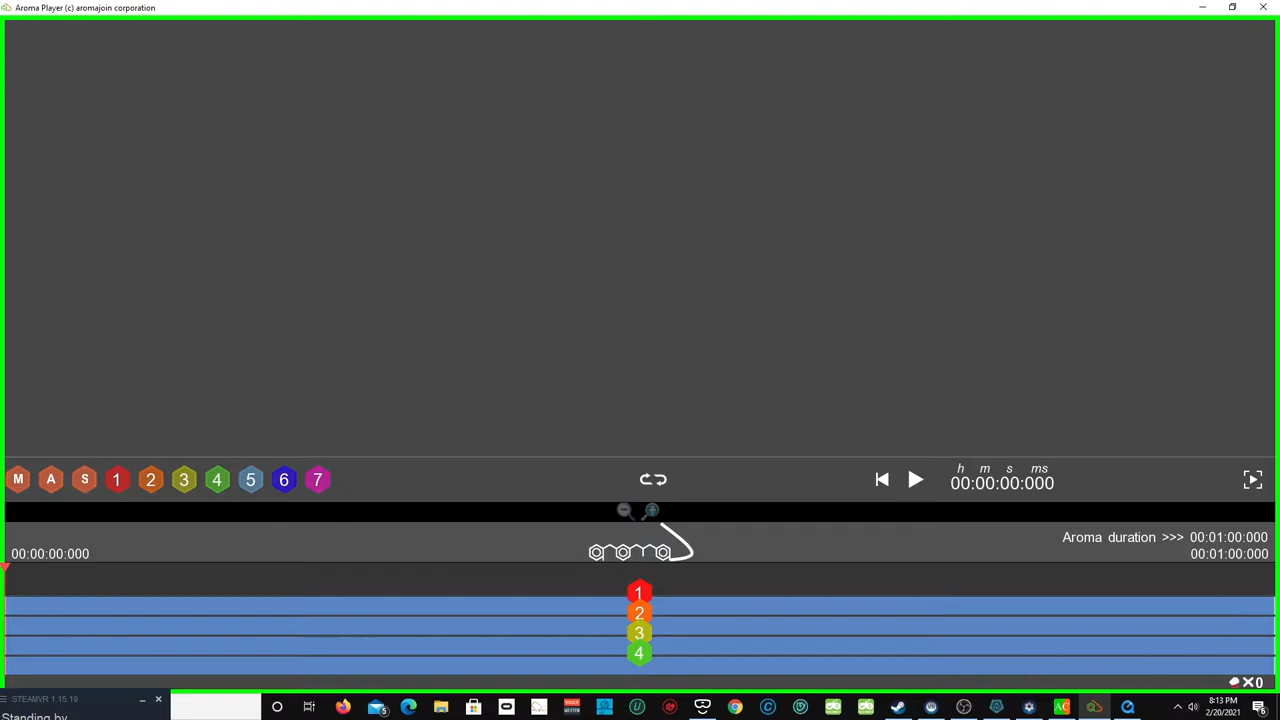 Aroma Player (c) aromajoin corporation
M A S 1 2 3 4 5 6 7
h m s ms
00:00:00:000
aroma
Aroma duration >>> 00:01:00:000
00:00:00:000
00:01:00:000
1
2
3
4
×0
STEAMVR 1.15.19
Standing by
8:13 PM
2/20/2021